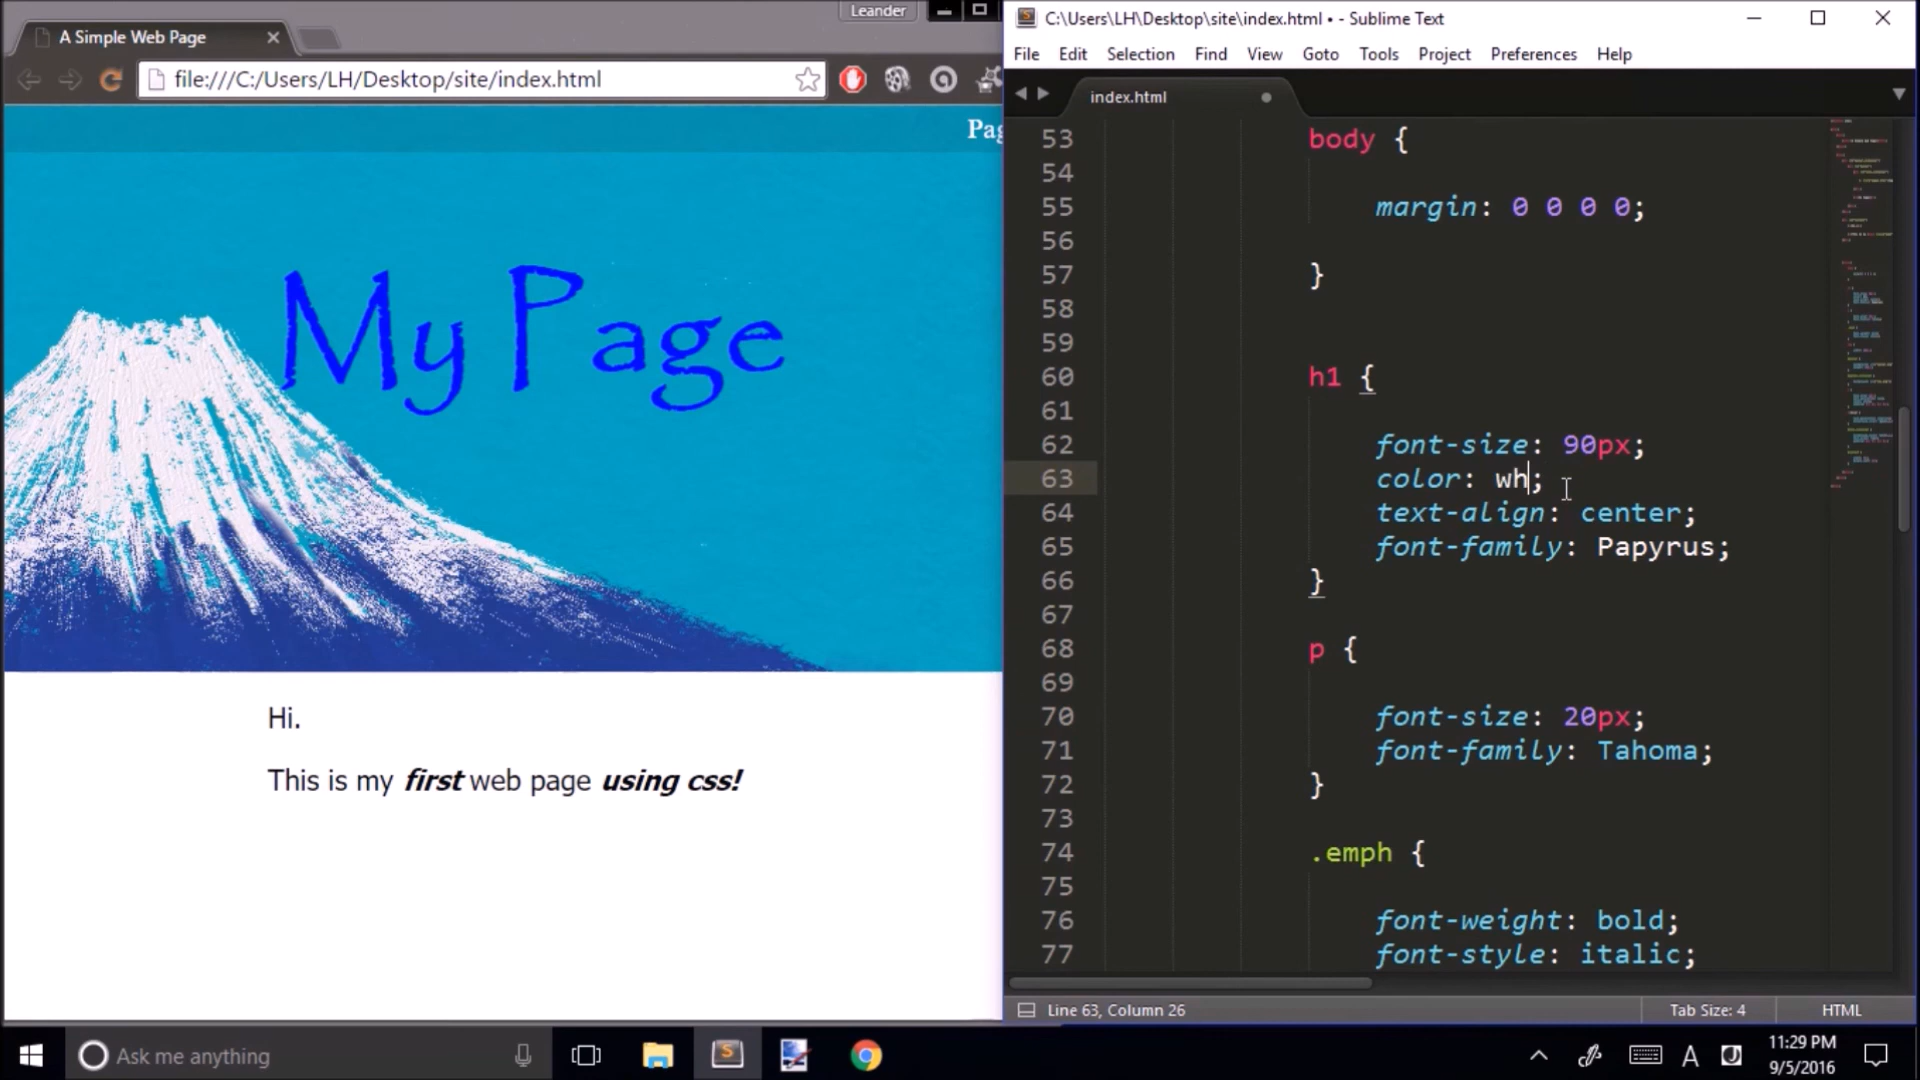 Leander
A Simple Web Page
file:///C:/Users/LH/Desktop/site/index.html
My Page
Hi.
This is my first web page using css!
C:\Users\LH\Desktop\site\index.html • - Sublime Text
File Edit Selection Find View Goto Tools Project Preferences Help
index.html
53 body {
54
55 margin: 0 0 0 0;
56
57 }
58
59
60 h1 {
61
62 font-size: 90px;
63 color: wh;
64 text-align: center;
65 font-family: Papyrus;
66 }
67
68 p {
69
70 font-size: 20px;
71 font-family: Tahoma;
72 }
73
74 .emph {
75
76 font-weight: bold;
77 font-style: italic;
Line 63, Column 26 Tab Size: 4 HTML
Ask me anything
A
11:29 PM
9/5/2016